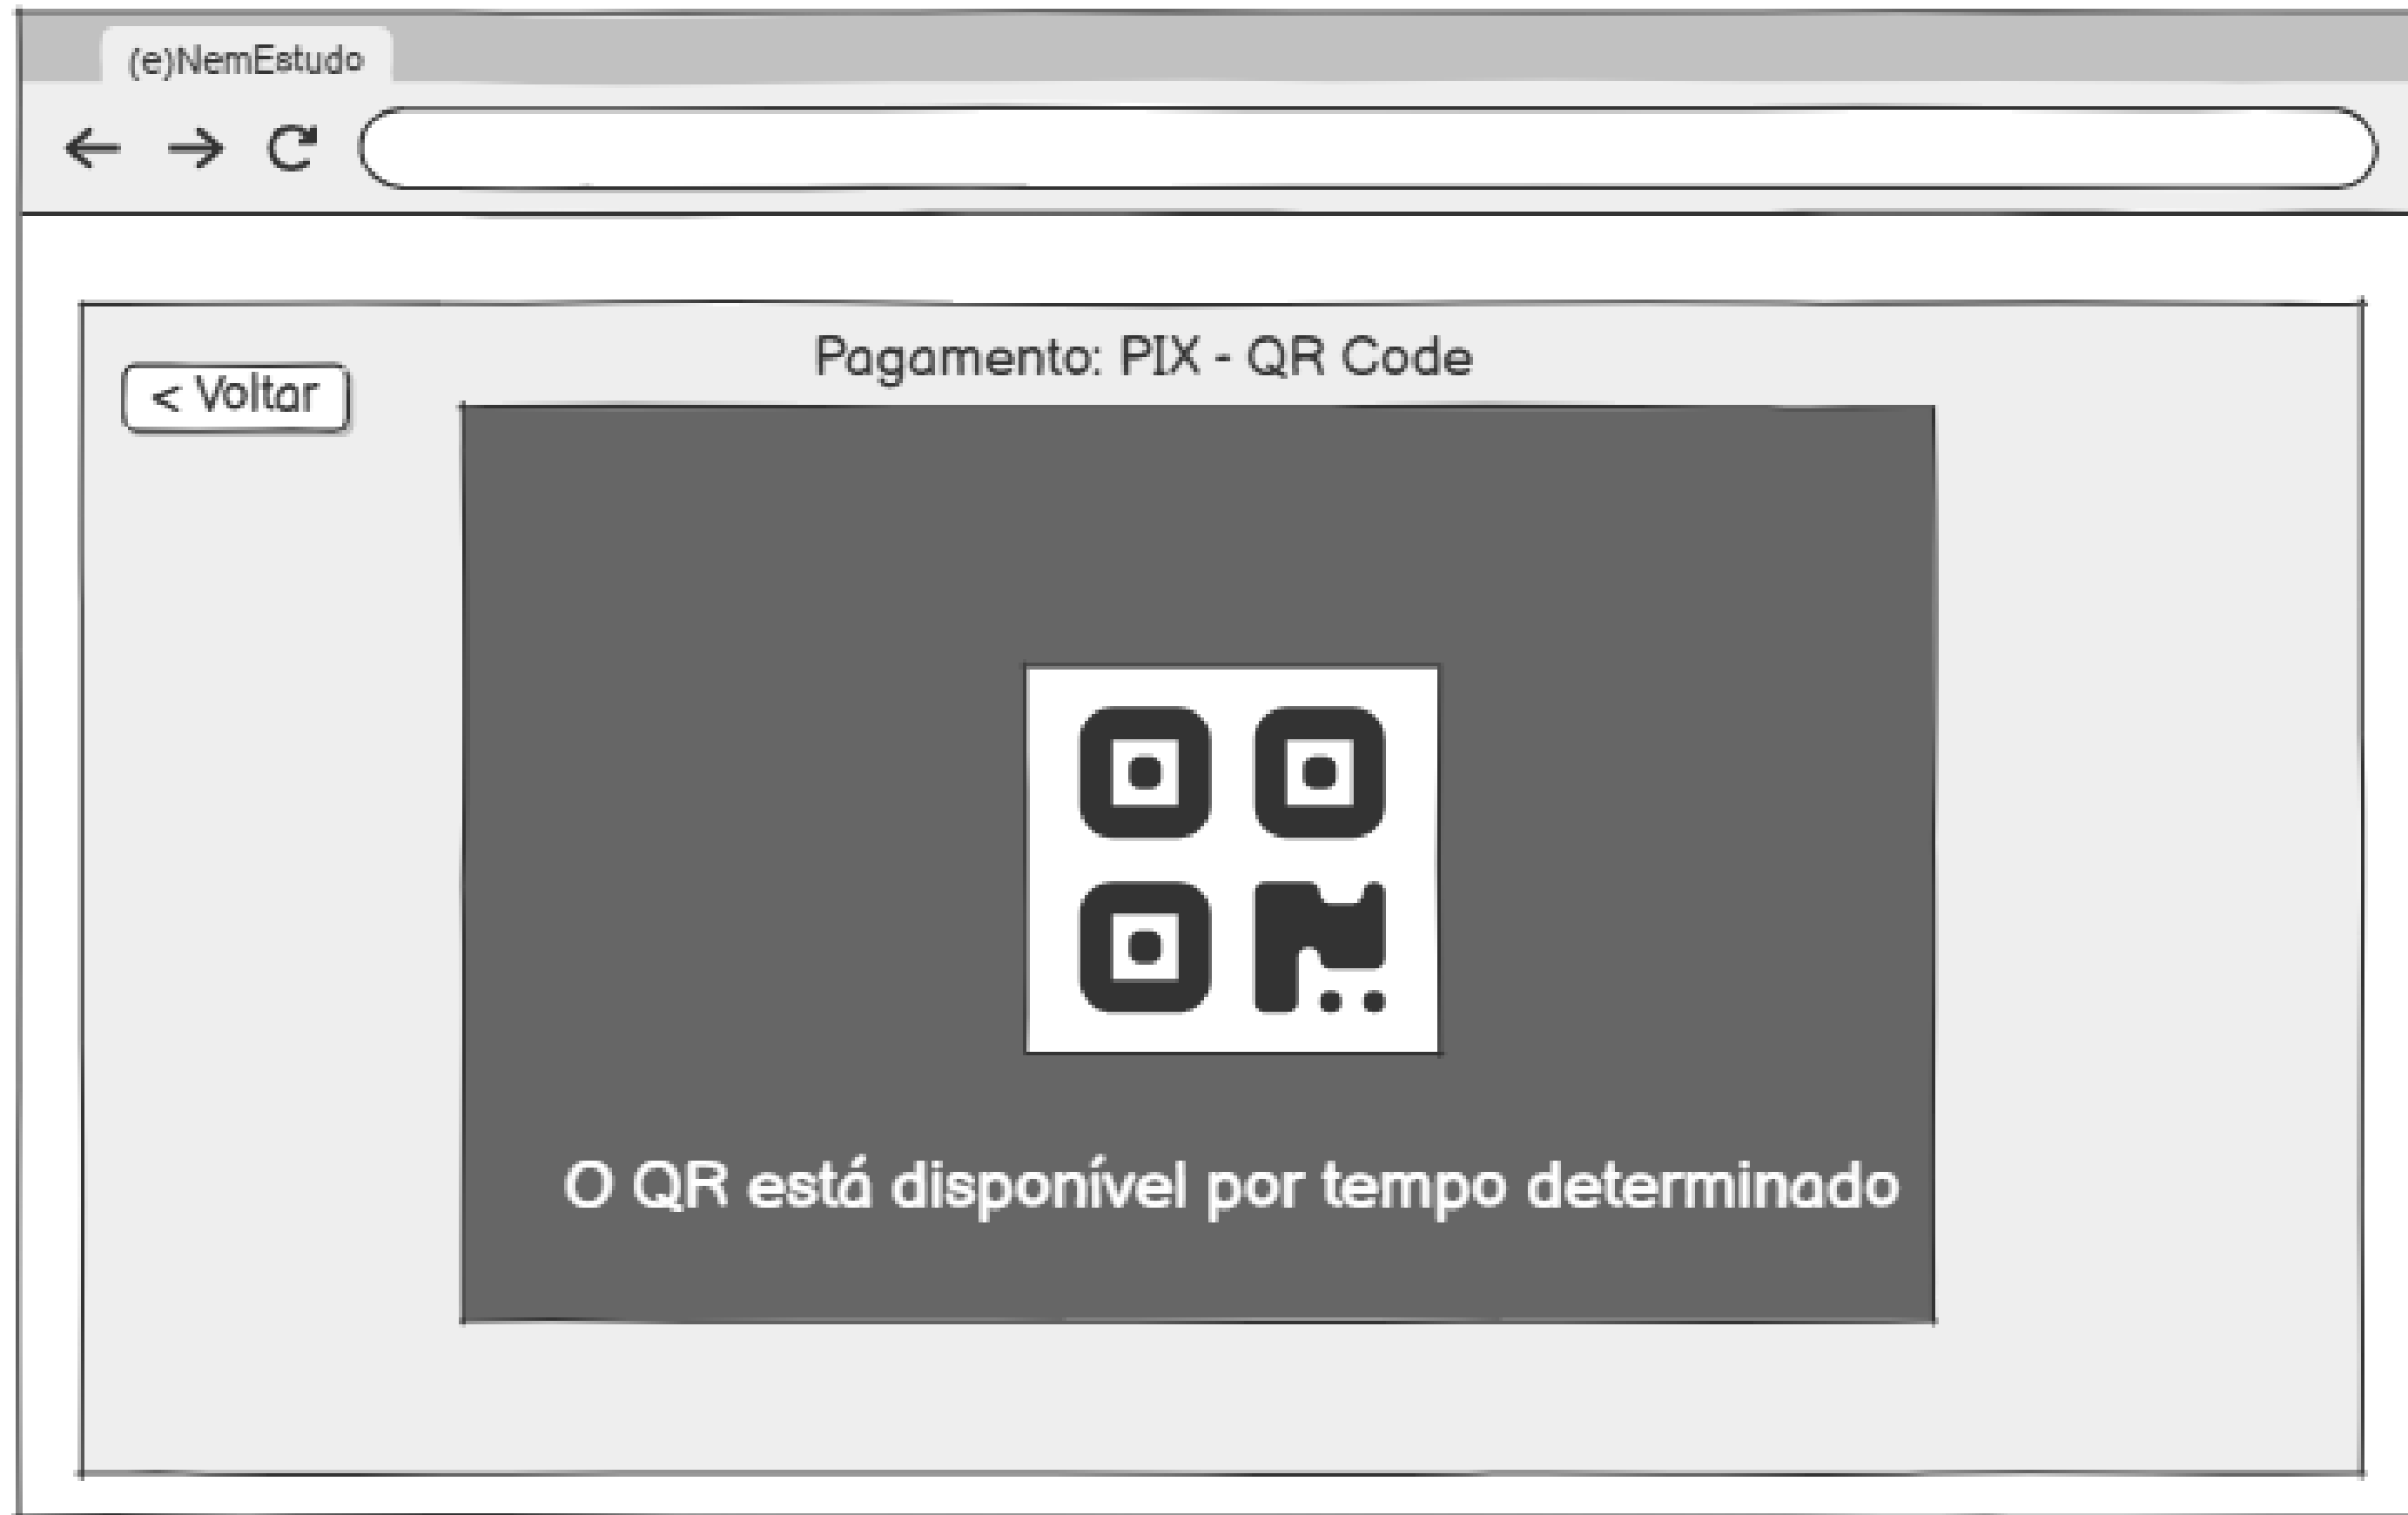 (e)NemEstudo
Pagamento: PIX - QR Code
< Voltar
O QR está disponível por tempo determinado